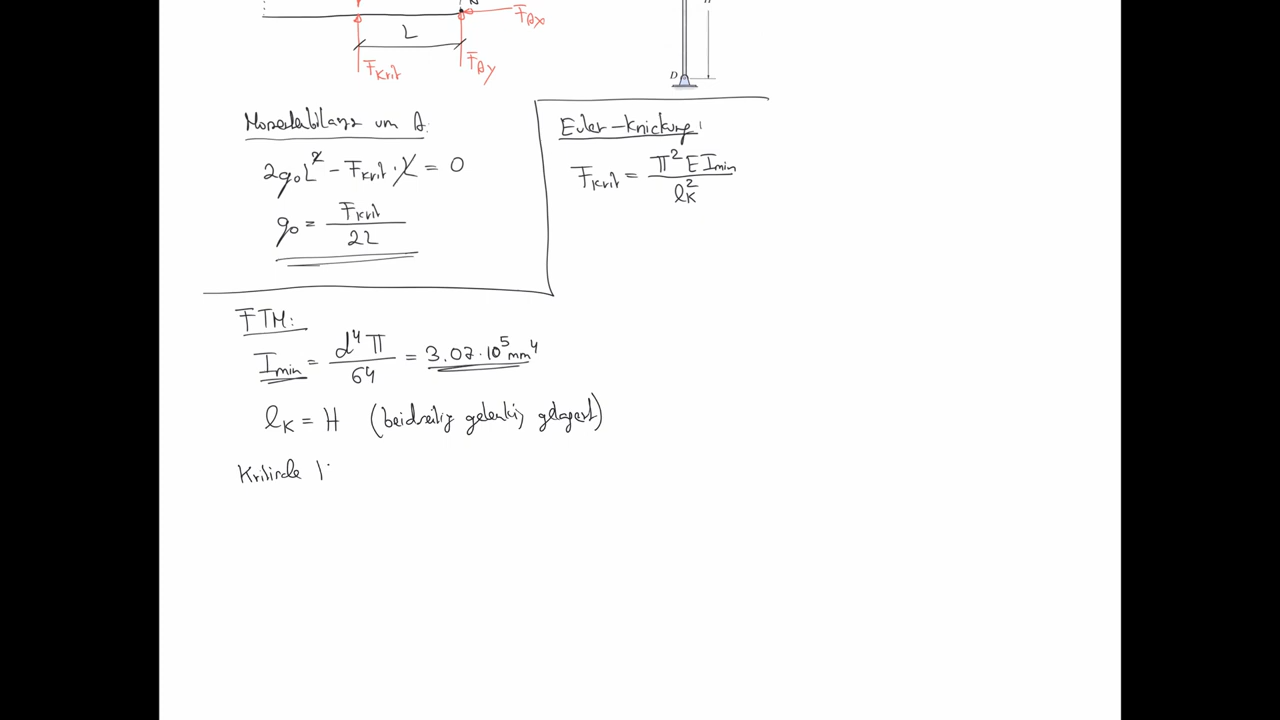 F_Ax
L
F_Krit
F_Ay
D
Momentebilanz um A:
2q₀L² − F_Krit · L = 0
q₀ = F_Krit / 2L
Euler-Knickung:
F_Krit = π² E I_min / l_K²
FTM:
I_min = d⁴π / 64 = 3.07·10⁵ mm⁴
l_K = H (beidseitig gelenkig gelagert)
Kritische